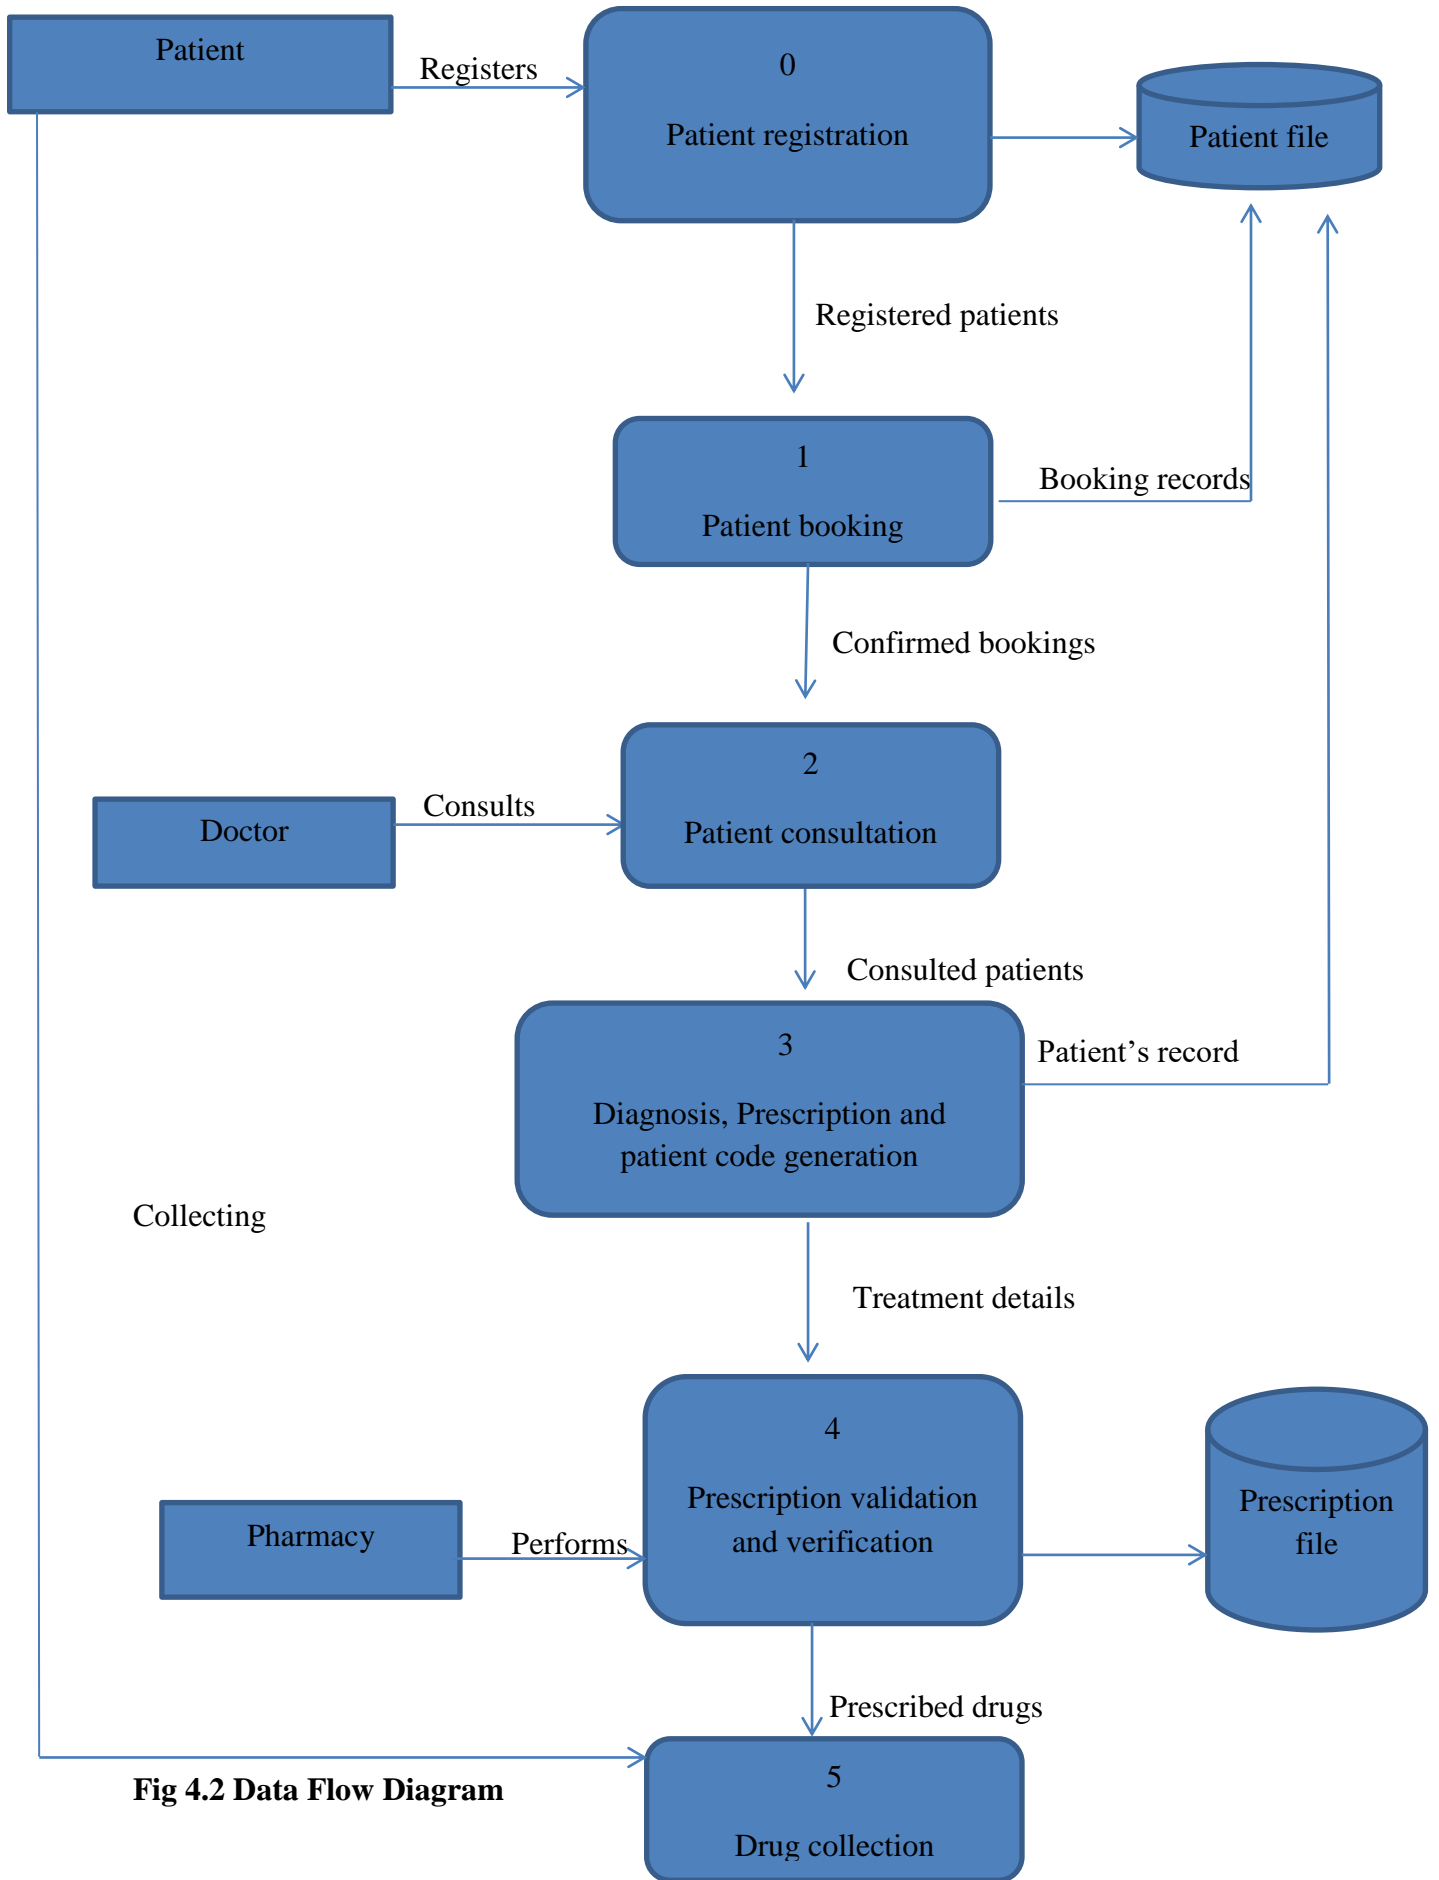 Patient
Registers
0
Patient registration
Patient file
Registered patients
1
Patient booking
Booking records
Confirmed bookings
2
Patient consultation
Consults
Doctor
Consulted patients
3
Diagnosis, Prescription and
patient code generation
Patient’s record
Collecting
Treatment details
4
Prescription validation
and verification
Prescription
file
Pharmacy
Performs
Prescribed drugs
5
Drug collection
Fig 4.2 Data Flow Diagram